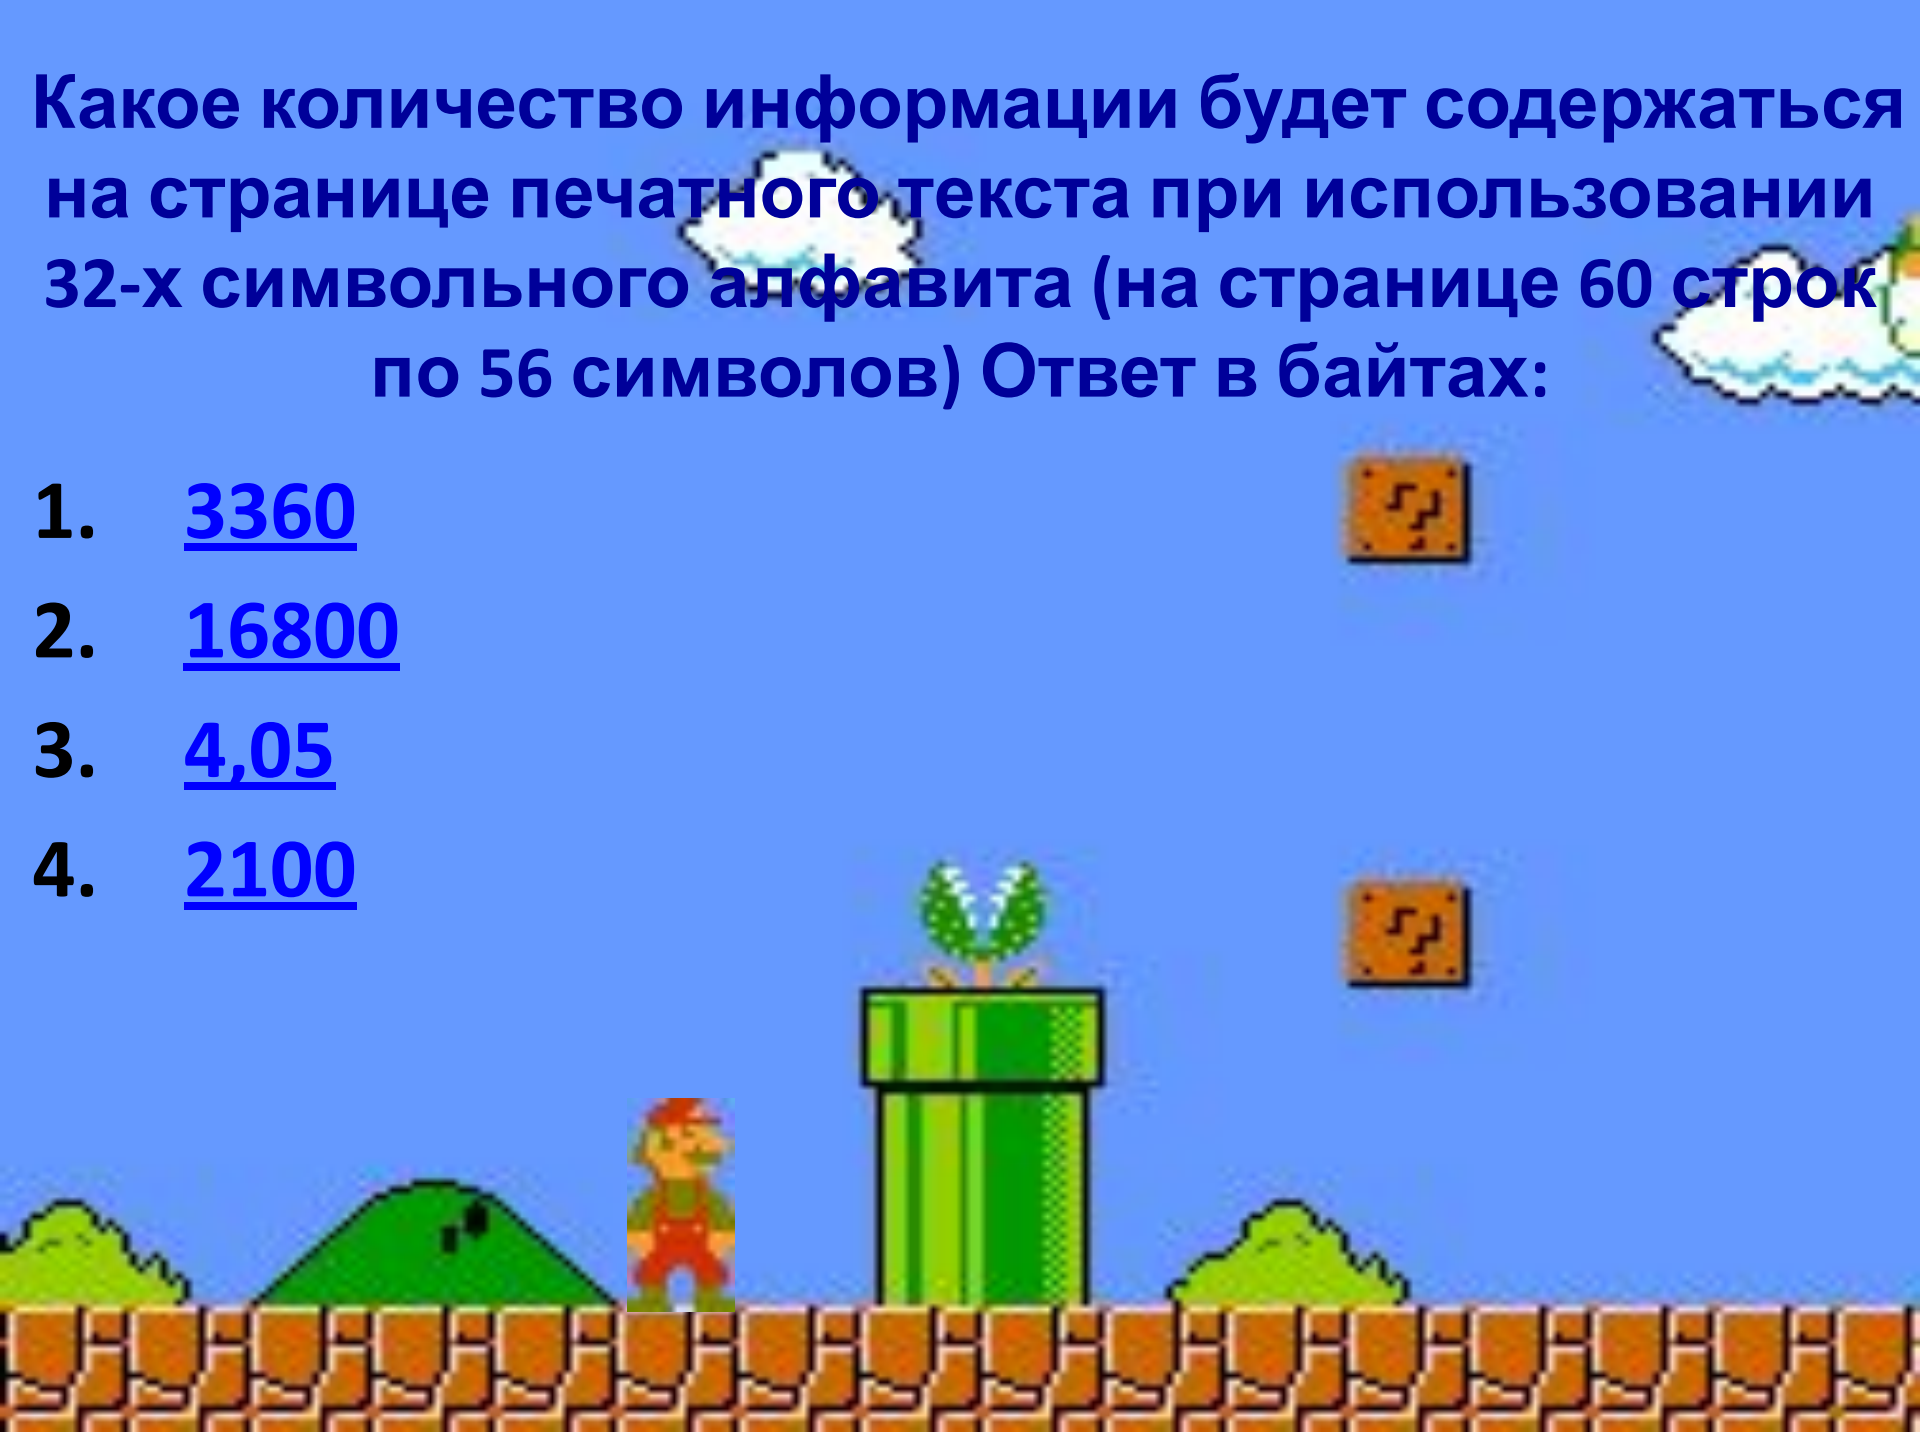 Какое количество информации будет содержаться
на странице печатного текста при использовании
32-х символьного алфавита (на странице 60 строк
по 56 символов) Ответ в байтах:
1. 3360
2. 16800
3. 4,05
4. 2100